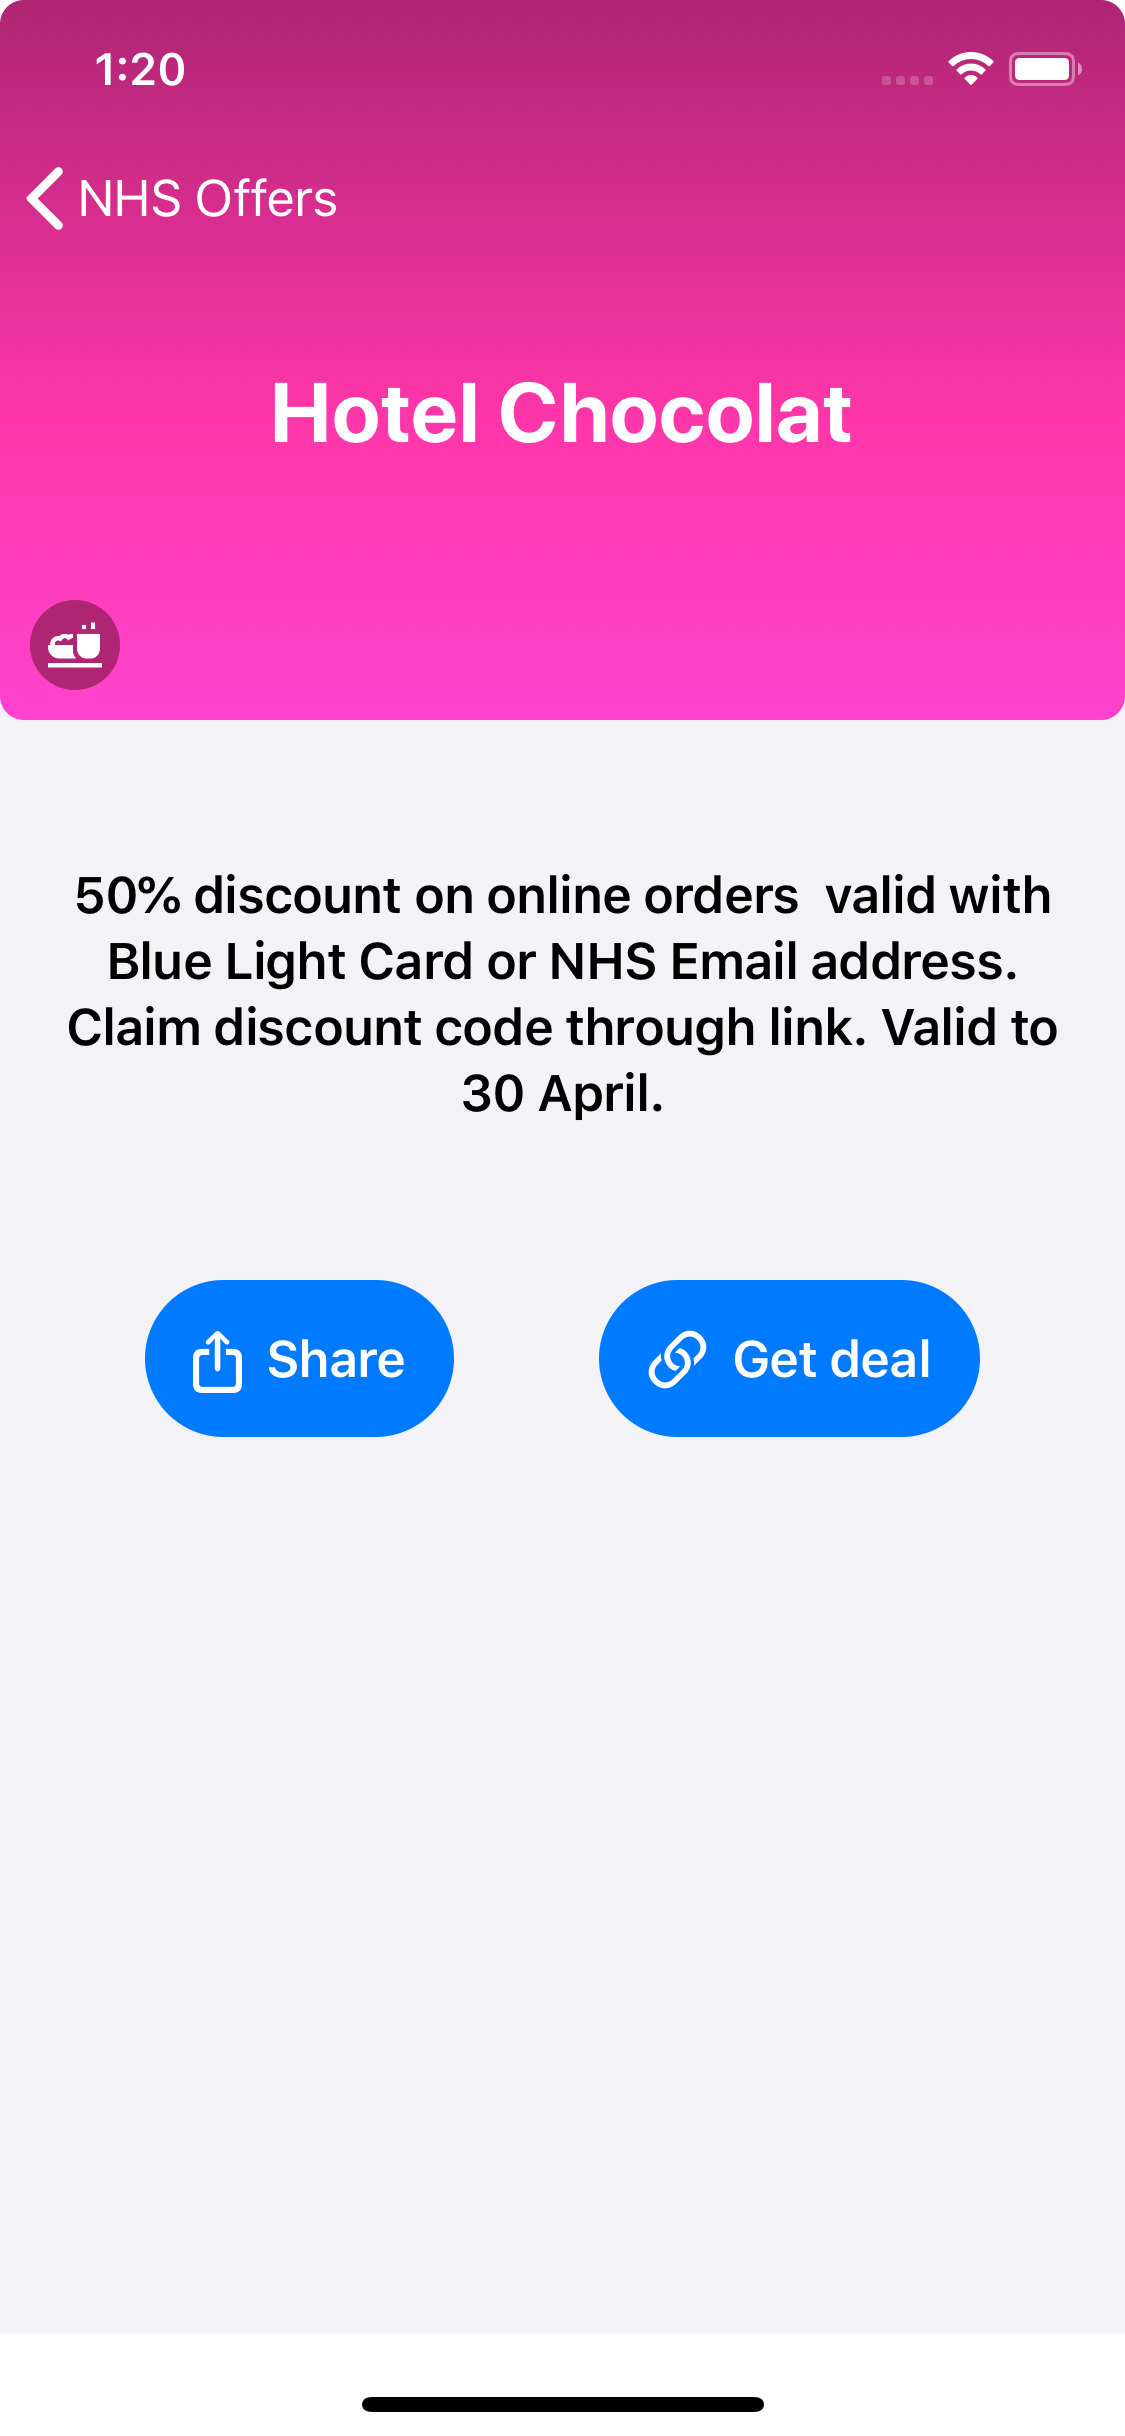 1:20
NHS Offers
Hotel Chocolat
50% discount on online orders  valid with
Blue Light Card or NHS Email address.
Claim discount code through link. Valid to
30 April.
Share
Get deal